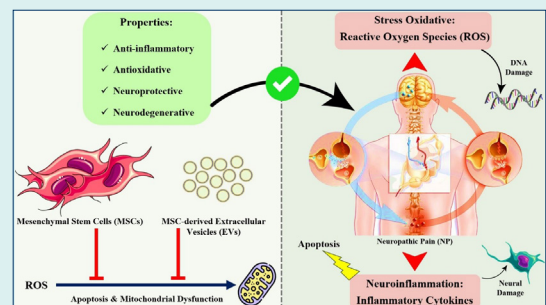 Properties:
✓ Anti-inflammatory
✓ Antioxidative
✓ Neuroprotective
✓ Neurodegenerative
Mesenchymal Stem Cells (MSCs)
MSC-derived Extracellular
Vesicles (EVs)
ROS
Apoptosis & Mitochondrial Dysfunction
Stress Oxidative:
Reactive Oxygen Species (ROS)
DNA
Damage
Neuropathic Pain (NP)
Apoptosis
Neuroinflammation:
Inflammatory Cytokines
Neural
Damage